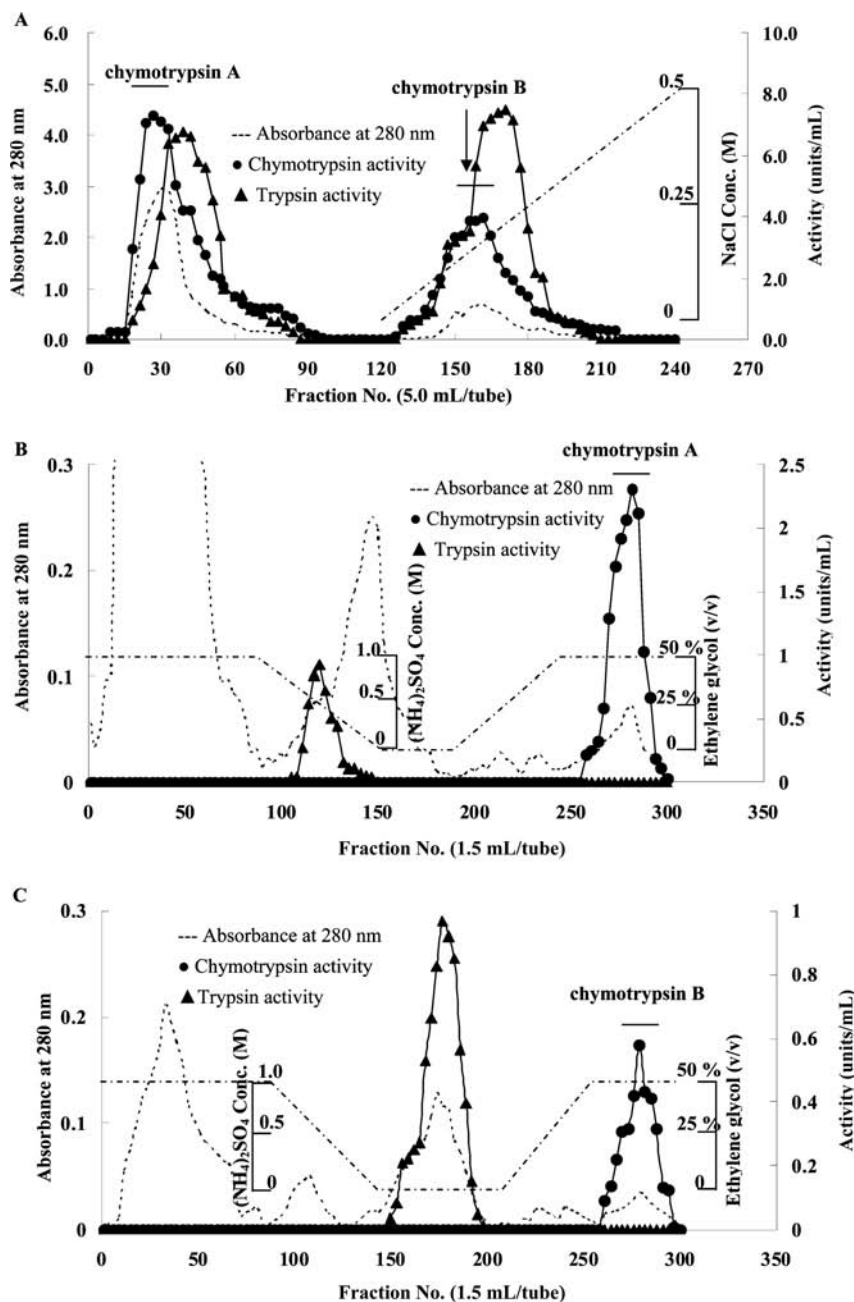 A
6.0
5.0
4.0
3.0
2.0
1.0
0.0
Absorbance at 280 nm
chymotrypsin A
chymotrypsin B
Absorbance at 280 nm
Chymotrypsin activity
Trypsin activity
0.5
0.25
0
NaCl Conc. (M)
10.0
8.0
6.0
4.0
2.0
0.0
Activity (units/mL)
0 30 60 90 120 150 180 210 240 270
Fraction No. (5.0 mL/tube)
B
0.3
0.2
0.1
0
Absorbance at 280 nm
chymotrypsin A
Absorbance at 280 nm
Chymotrypsin activity
Trypsin activity
1.0
0.5
0
(NH4)2SO4 Conc. (M)
50 %
25 %
0
Ethylene glycol (v/v)
2.5
2
1.5
1
0.5
0
Activity (units/mL)
0 50 100 150 200 250 300 350
Fraction No. (1.5 mL/tube)
C
0.3
0.2
0.1
0
Absorbance at 280 nm
Absorbance at 280 nm
Chymotrypsin activity
Trypsin activity
chymotrypsin B
1.0
0.5
0
(NH4)2SO4 Conc. (M)
50 %
25 %
0
Ethylene glycol (v/v)
1
0.8
0.6
0.4
0.2
0
Activity (units/mL)
0 50 100 150 200 250 300 350
Fraction No. (1.5 mL/tube)